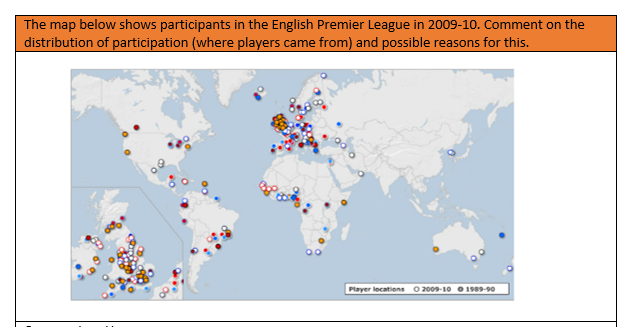 The map below shows participants in the English Premier League in 2009-10. Comment on the
distribution of participation (where players came from) and possible reasons for this.
Player locations 2009-10 1989-90